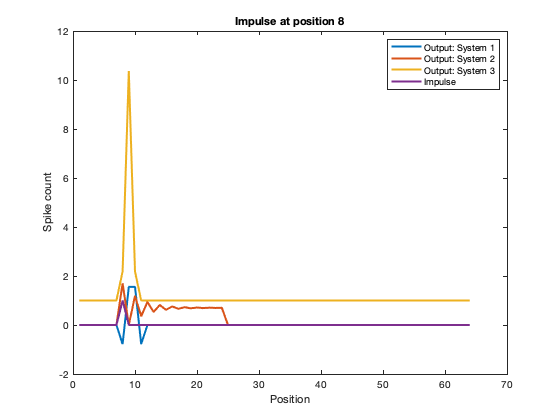 Impulse at position 8
12
10
8
6
4
2
0
-2
Spike count
Output: System 1
Output: System 2
Output: System 3
Impulse
0 10 20 30 40 50 60 70
Position